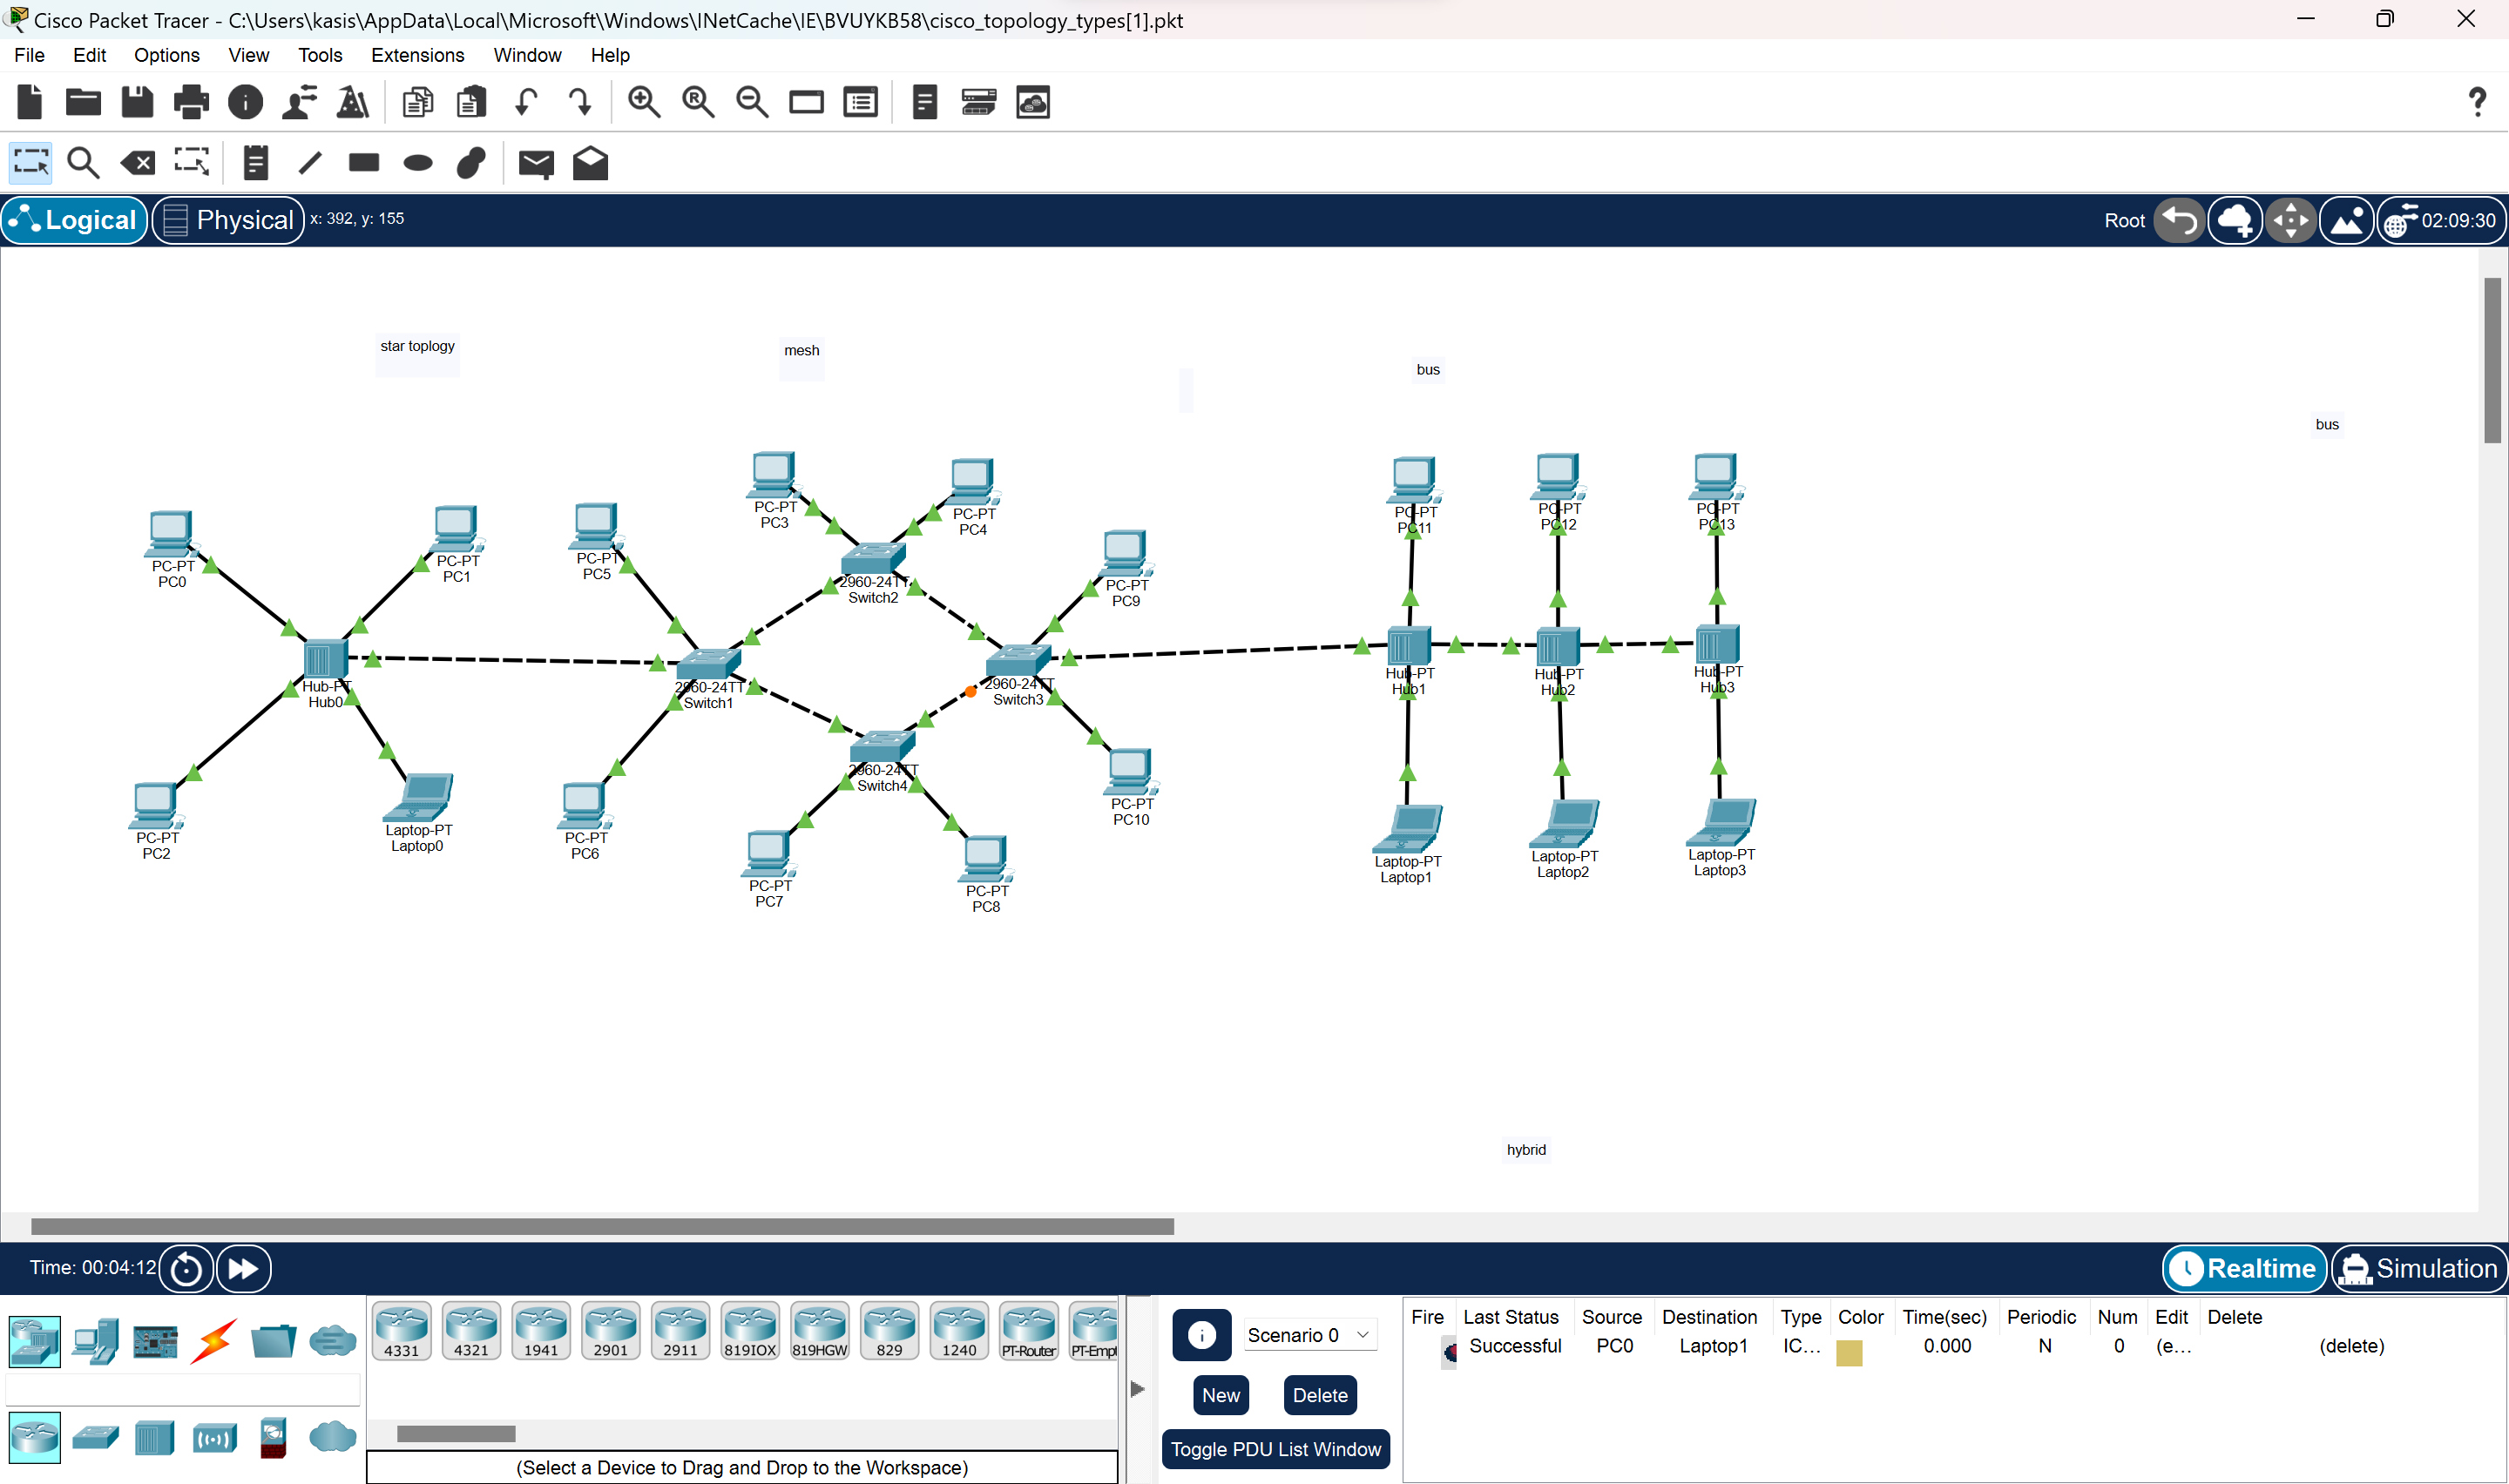 Cisco Packet Tracer - C:\Users\kasis\AppData\Local\Microsoft\Windows\INetCache\IE\BVUYKB58\cisco_topology_types[1].pkt
File Edit Options View Tools Extensions Window Help
Logical Physical x: 392, y: 155 Root 02:09:30
star toplogy
mesh
bus
bus
PC-PT
PC0
PC-PT
PC1
PC-PT
PC2
Laptop-PT
Laptop0
Hub-PT
Hub0
PC-PT
PC5
PC-PT
PC6
2960-24TT
Switch1
PC-PT
PC3
PC-PT
PC4
2960-24TT
Switch2
PC-PT
PC9
2960-24TT
Switch3
PC-PT
PC10
2960-24TT
Switch4
PC-PT
PC7
PC-PT
PC8
PC-PT
PC11
PC-PT
PC12
PC-PT
PC13
Hub-PT
Hub1
Hub-PT
Hub2
Hub-PT
Hub3
Laptop-PT
Laptop1
Laptop-PT
Laptop2
Laptop-PT
Laptop3
hybrid
Time: 00:04:12 Realtime Simulation
4331 4321 1941 2901 2911 819IOX 819HGW 829 1240 PT-Router PT-Empt
(Select a Device to Drag and Drop to the Workspace)
Scenario 0
New Delete
Toggle PDU List Window
Fire Last Status Source Destination Type Color Time(sec) Periodic Num Edit Delete
Successful PC0 Laptop1 IC... 0.000 N 0 (e... (delete)